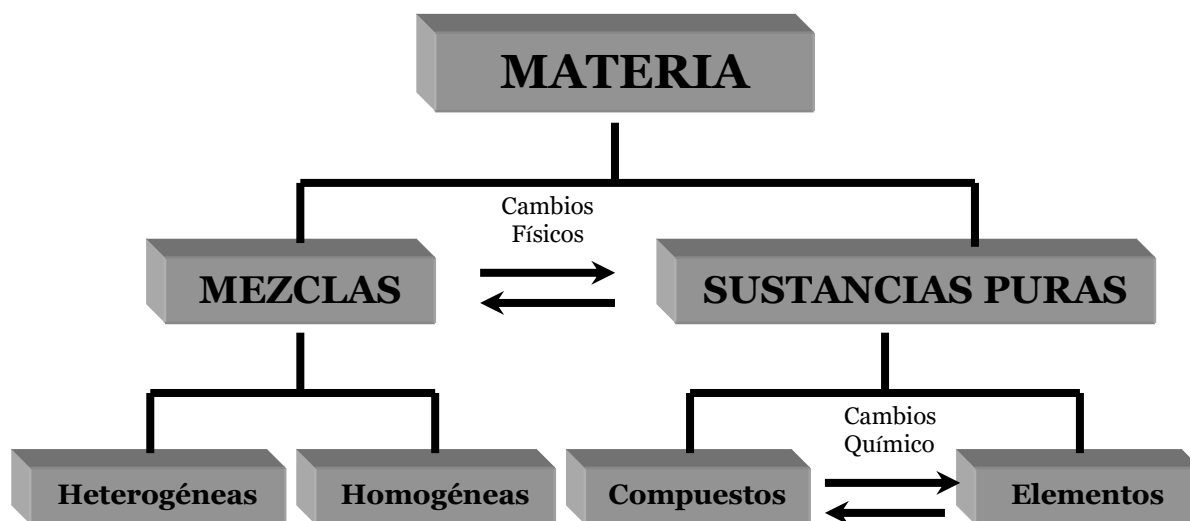 MATERIA
Cambios
Físicos
MEZCLAS
SUSTANCIAS PURAS
Cambios
Químico
Heterogéneas
Homogéneas
Compuestos
Elementos